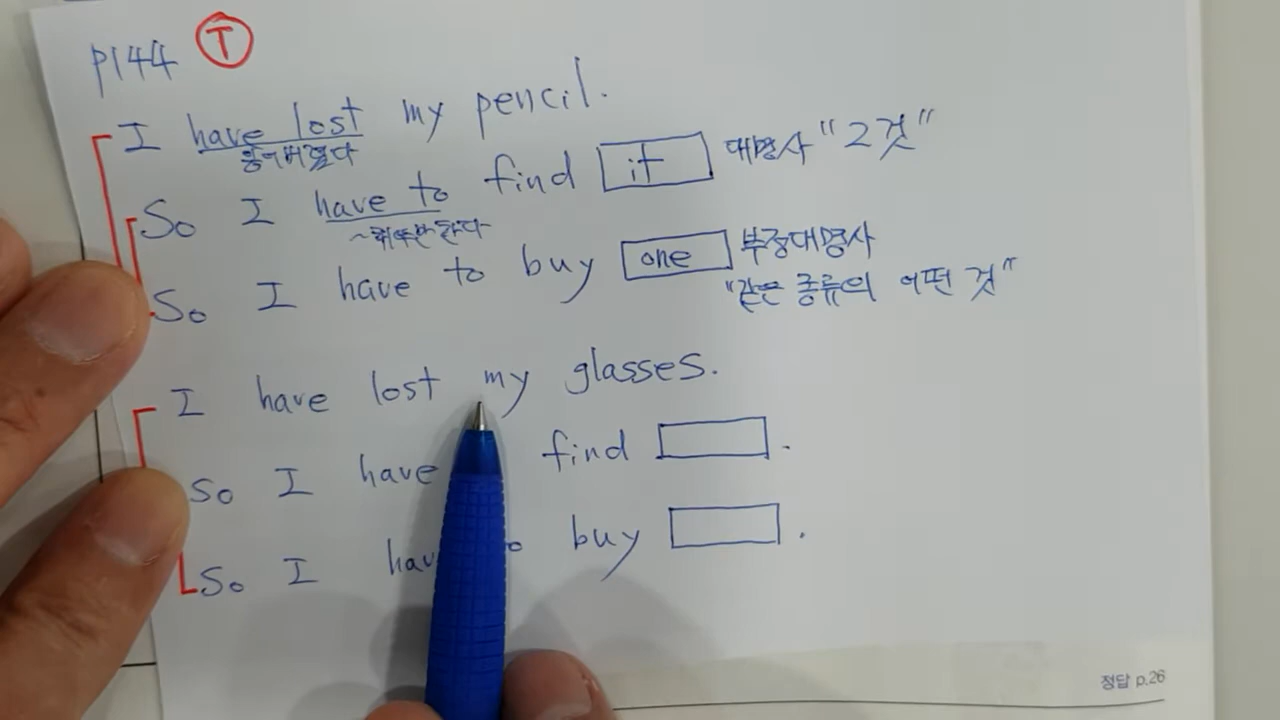 P144 T
I have lost my pencil.
잃어버렸다
So I have to find it 대명사 "그것"
~해야만 한다
So I have to buy one 부정대명사
"같은 종류의 어떤 것"
I have lost my glasses.
So I have find .
So I buy .
정답 p.26